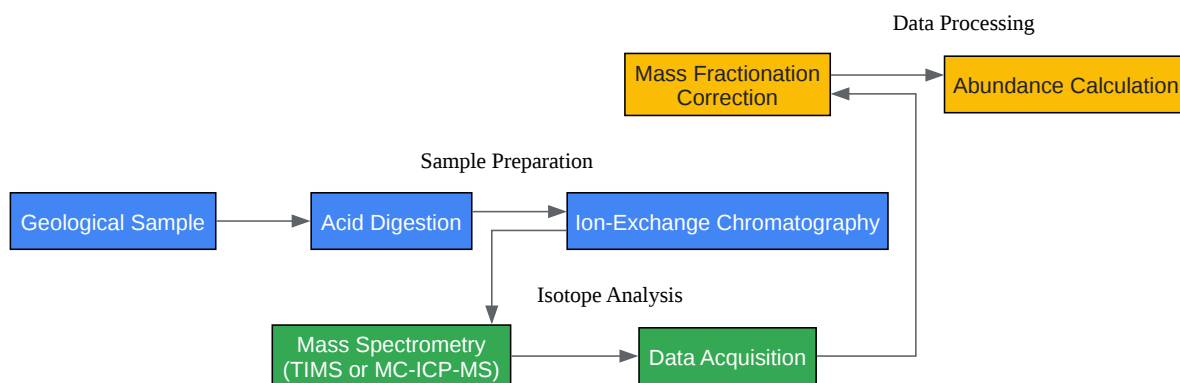 Data Processing
Mass Fractionation
Correction
Abundance Calculation
Sample Preparation
Geological Sample
Acid Digestion
Ion-Exchange Chromatography
Isotope Analysis
Mass Spectrometry
(TIMS or MC-ICP-MS)
Data Acquisition